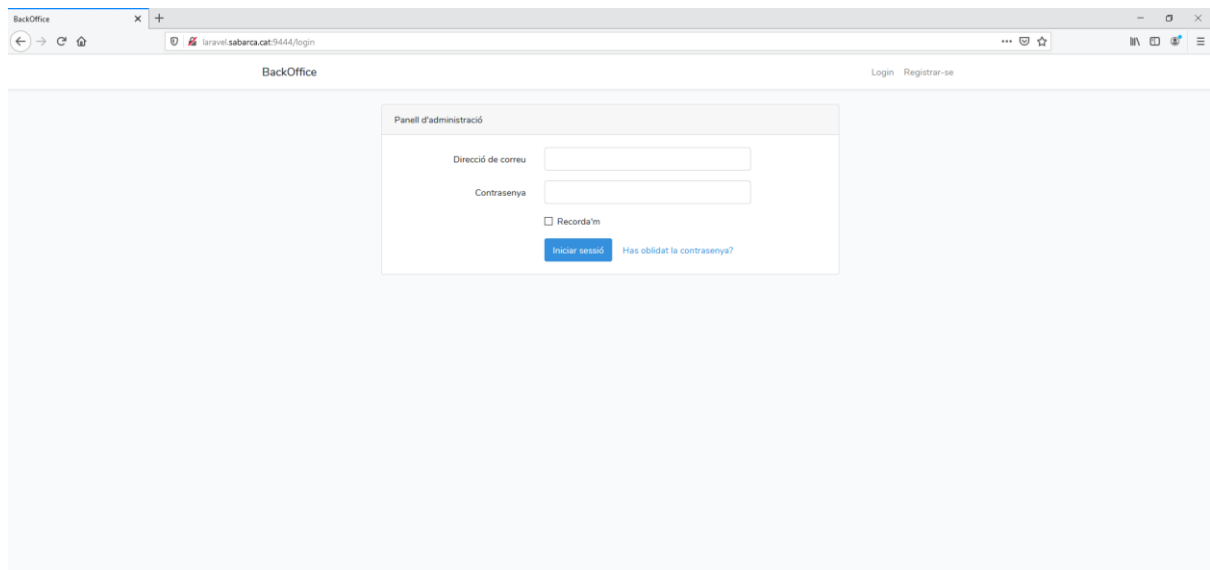 BackOffice
laravel.sabarca.cat:9444/login
BackOffice
Login Registrar-se
Panell d'administració
Direcció de correu
Contrasenya
Recorda'm
Iniciar sessió Has oblidat la contrasenya?